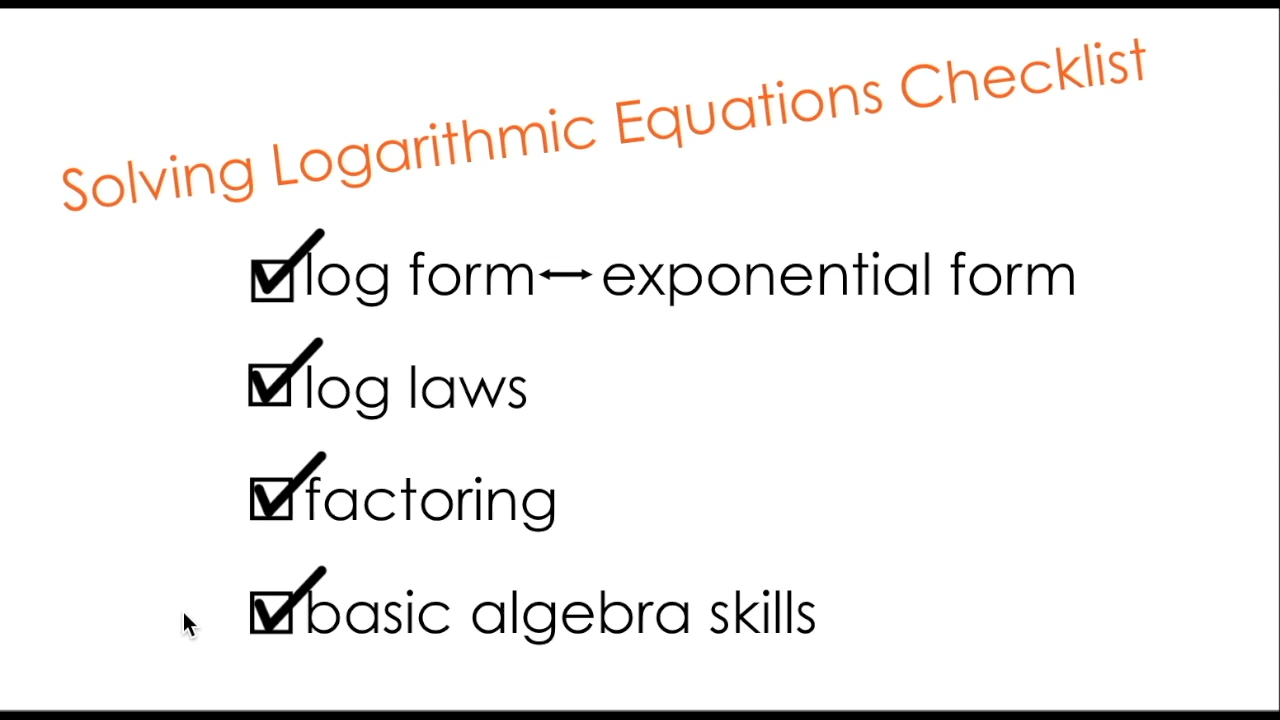 Solving Logarithmic Equations Checklist
log form↔exponential form
log laws
factoring
basic algebra skills